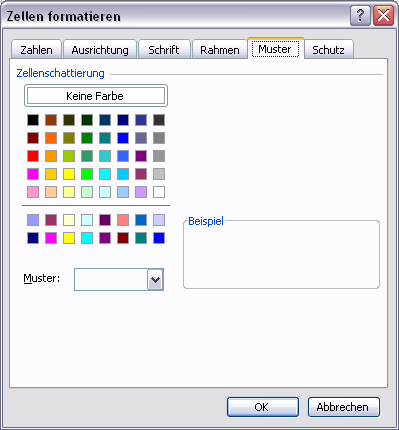 Zellen formatieren
Zahlen Ausrichtung Schrift Rahmen Muster Schutz
Zellenschattierung
Keine Farbe
Beispiel
Muster:
OK Abbrechen